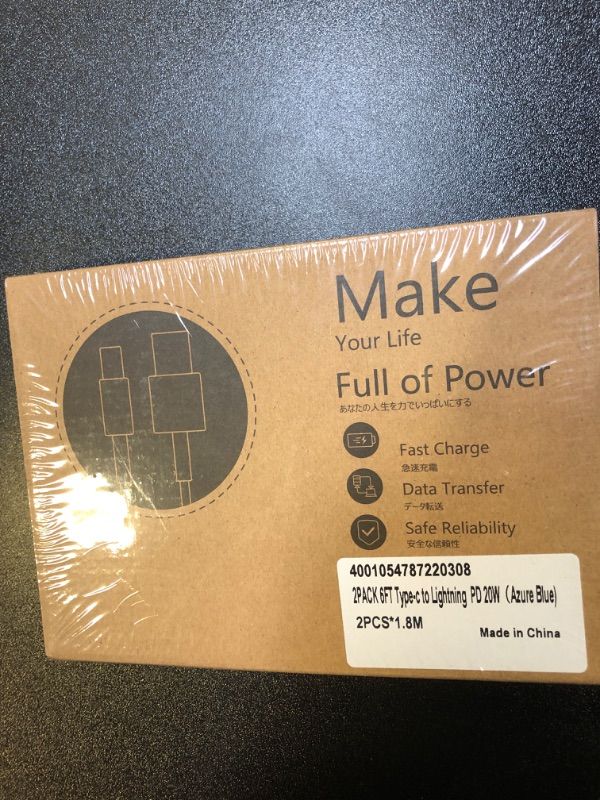 Make
Your Life
Full of Power
あなたの人生を力でいっぱいにする
Fast Charge
急速充電
Data Transfer
データ転送
Safe Reliability
安全な信頼性
4001054787220308
2PACK 6FT Type-c to Lightning PD 20W（Azure Blue)
2PCS*1.8M
Made in China